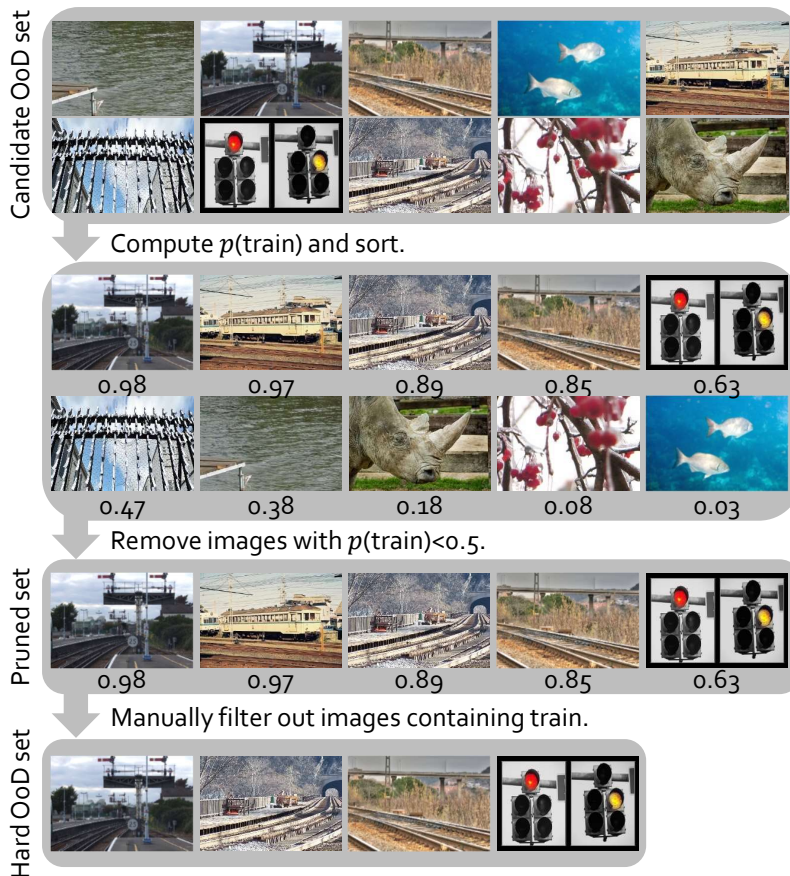 Candidate OoD set
Compute p(train) and sort.
0.98 0.97 0.89 0.85 0.63
0.47 0.38 0.18 0.08 0.03
Remove images with p(train)<0.5.
Pruned set
0.98 0.97 0.89 0.85 0.63
Manually filter out images containing train.
Hard OoD set